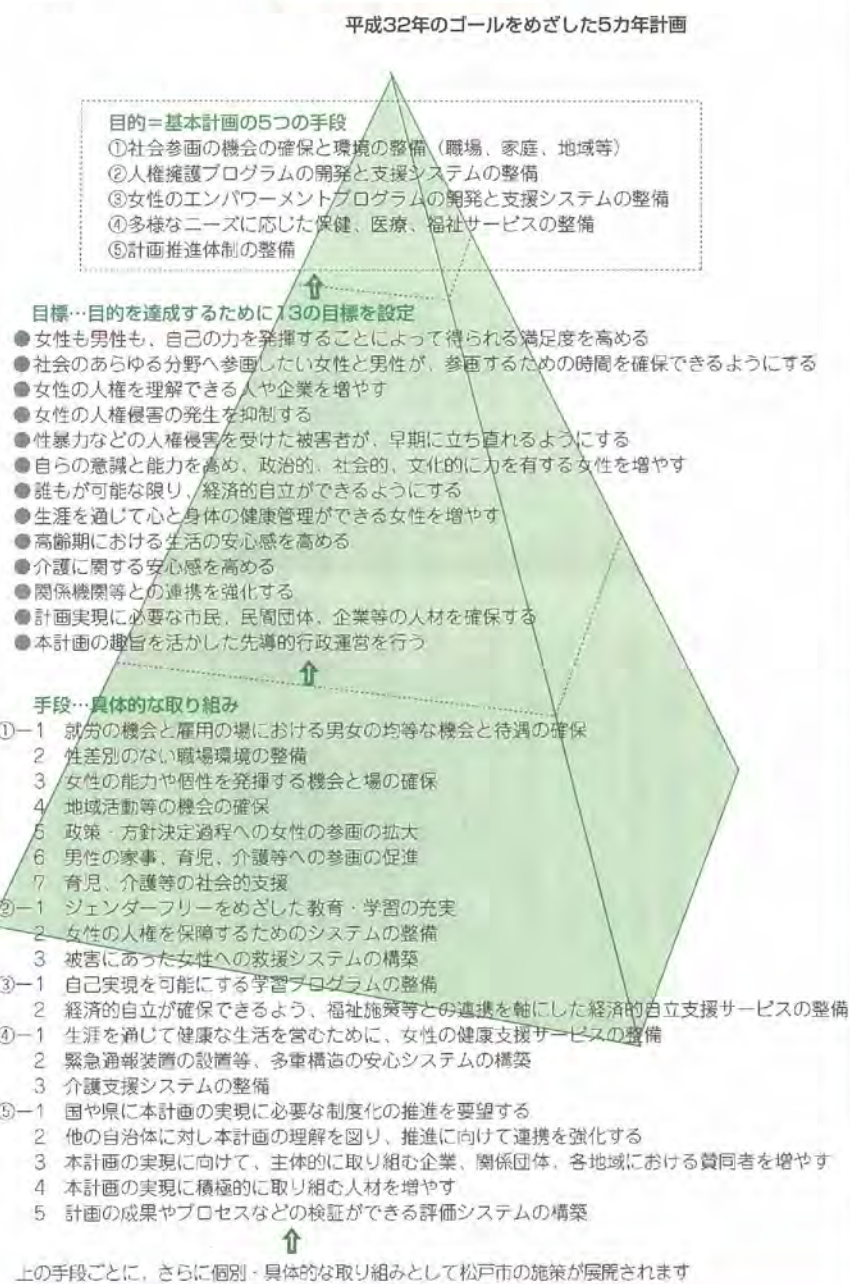 平成32年のゴールをめざした5カ年計画
目的=基本計画の5つの手段
①社会参画の機会の確保と環境の整備（職場、家庭、地域等）
②人権擁護プログラムの開発と支援システムの整備
③女性のエンパワーメントプログラムの開発と支援システムの整備
④多様なニーズに応じた保健、医療、福祉サービスの整備
⑤計画推進体制の整備
⇧
目標…目的を達成するために13の目標を設定
●女性も男性も、自己の力を発揮することによって得られる満足度を高める
●社会のあらゆる分野へ参画したい女性と男性が、参画するための時間を確保できるようにする
●女性の人権を理解できる人や企業を増やす
●女性の人権侵害の発生を抑制する
●性暴力などの人権侵害を受けた被害者が、早期に立ち直れるようにする
●自らの意識と能力を高め、政治的、社会的、文化的に力を有する女性を増やす
●誰もが可能な限り、経済的自立ができるようにする
●生涯を通じて心と身体の健康管理ができる女性を増やす
●高齢期における生活の安心感を高める
●介護に関する安心感を高める
●関係機関等との連携を強化する
●計画実現に必要な市民、民間団体、企業等の人材を確保する
●本計画の趣旨を活かした先導的行政運営を行う
⇧
手段…具体的な取り組み
①－1 就労の機会と雇用の場における男女の均等な機会と待遇の確保
2 性差別のない職場環境の整備
3 女性の能力や個性を発揮する機会と場の確保
4 地域活動等の機会の確保
5 政策・方針決定過程への女性の参画の拡大
6 男性の家事、育児、介護等への参画の促進
7 育児、介護等の社会的支援
②－1 ジェンダーフリーをめざした教育・学習の充実
2 女性の人権を保障するためのシステムの整備
3 被害にあった女性への救援システムの構築
③－1 自己実現を可能にする学習プログラムの整備
2 経済的自立が確保できるよう、福祉施策等との連携を軸にした経済的自立支援サービスの整備
④－1 生涯を通じて健康な生活を営むために、女性の健康支援サービスの整備
2 緊急通報装置の設置等、多重構造の安心システムの構築
3 介護支援システムの整備
⑤－1 国や県に本計画の実現に必要な制度化の推進を要望する
2 他の自治体に対し本計画の理解を図り、推進に向けて連携を強化する
3 本計画の実現に向けて、主体的に取り組む企業、関係団体、各地域における賛同者を増やす
4 本計画の実現に積極的に取り組む人材を増やす
5 計画の成果やプロセスなどの検証ができる評価システムの構築
⇧
上の手段ごとに、さらに個別・具体的な取り組みとして松戸市の施策が展開されます